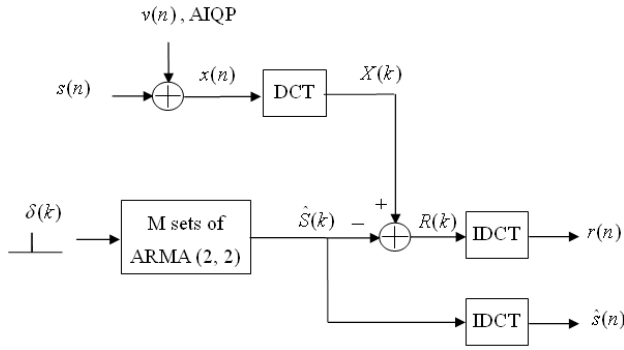 v(n) , AIQP
s(n)
x(n)
DCT
X(k)
δ(k)
M sets of
ARMA (2, 2)
Ŝ(k)
+
−
R(k)
IDCT
r(n)
IDCT
ŝ(n)